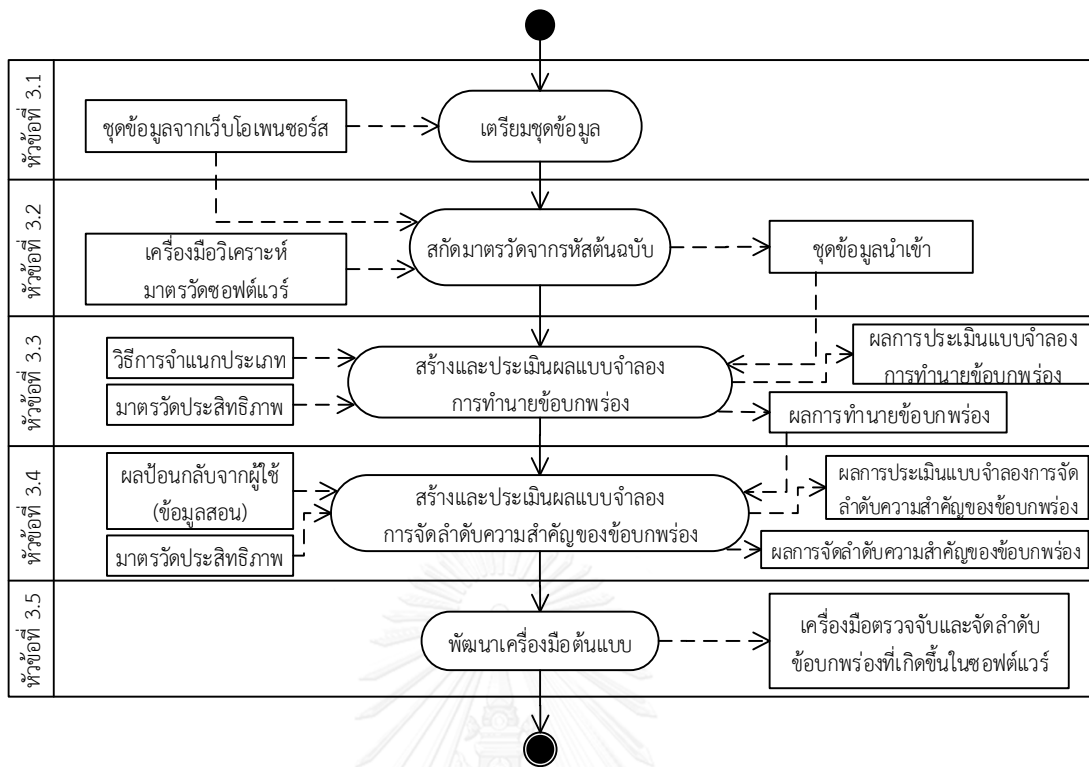 หัวข้อที่ 3.1
ชุดข้อมูลจากเว็บโอเพนซอร์ส
เตรียมชุดข้อมูล
หัวข้อที่ 3.2
เครื่องมือวิเคราะห์
มาตรวัดซอฟต์แวร์
สกัดมาตรวัดจากรหัสต้นฉบับ
ชุดข้อมูลนำเข้า
หัวข้อที่ 3.3
วิธีการจำแนกประเภท
มาตรวัดประสิทธิภาพ
สร้างและประเมินผลแบบจำลอง
การทำนายข้อบกพร่อง
ผลการประเมินแบบจำลอง
การทำนายข้อบกพร่อง
ผลการทำนายข้อบกพร่อง
หัวข้อที่ 3.4
ผลป้อนกลับจากผู้ใช้
(ข้อมูลสอน)
มาตรวัดประสิทธิภาพ
สร้างและประเมินผลแบบจำลอง
การจัดลำดับความสำคัญของข้อบกพร่อง
ผลการประเมินแบบจำลองการจัด
ลำดับความสำคัญของข้อบกพร่อง
ผลการจัดลำดับความสำคัญของข้อบกพร่อง
หัวข้อที่ 3.5
พัฒนาเครื่องมือต้นแบบ
เครื่องมือตรวจจับและจัดลำดับ
ข้อบกพร่องที่เกิดขึ้นในซอฟต์แวร์